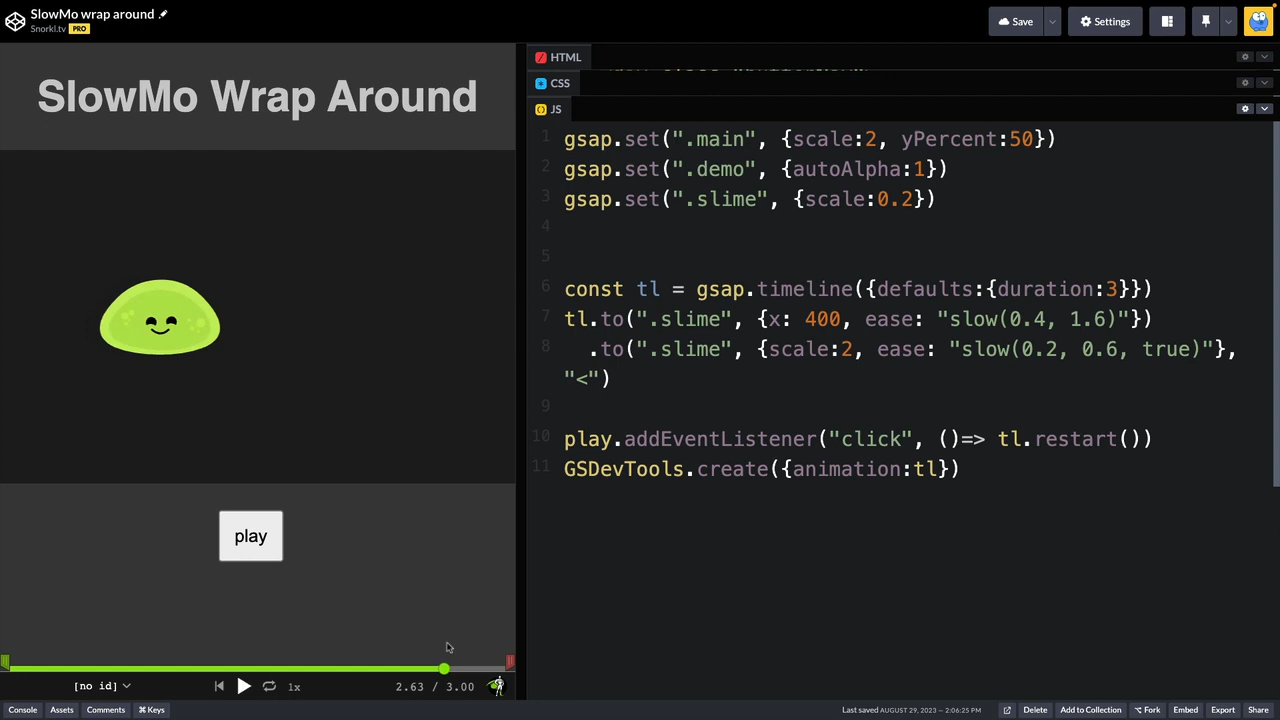 SlowMo wrap around
Snorkl.tv PRO
Save
Settings
SlowMo Wrap Around
HTML
CSS
JS
1 gsap.set(".main", {scale:2, yPercent:50})
2 gsap.set(".demo", {autoAlpha:1})
3 gsap.set(".slime", {scale:0.2})
4
5
6 const tl = gsap.timeline({defaults:{duration:3}})
7 tl.to(".slime", {x: 400, ease: "slow(0.4, 1.6)"})
8 .to(".slime", {scale:2, ease: "slow(0.2, 0.6, true)"},
"<")
9
10 play.addEventListener("click", ()=> tl.restart())
11 GSDevTools.create({animation:tl})
play
[no id] 1x 2.63 / 3.00
Console Assets Comments ⌘ Keys
Last saved AUGUST 29, 2023 — 2:06:25 PM
Delete Add to Collection Fork Embed Export Share